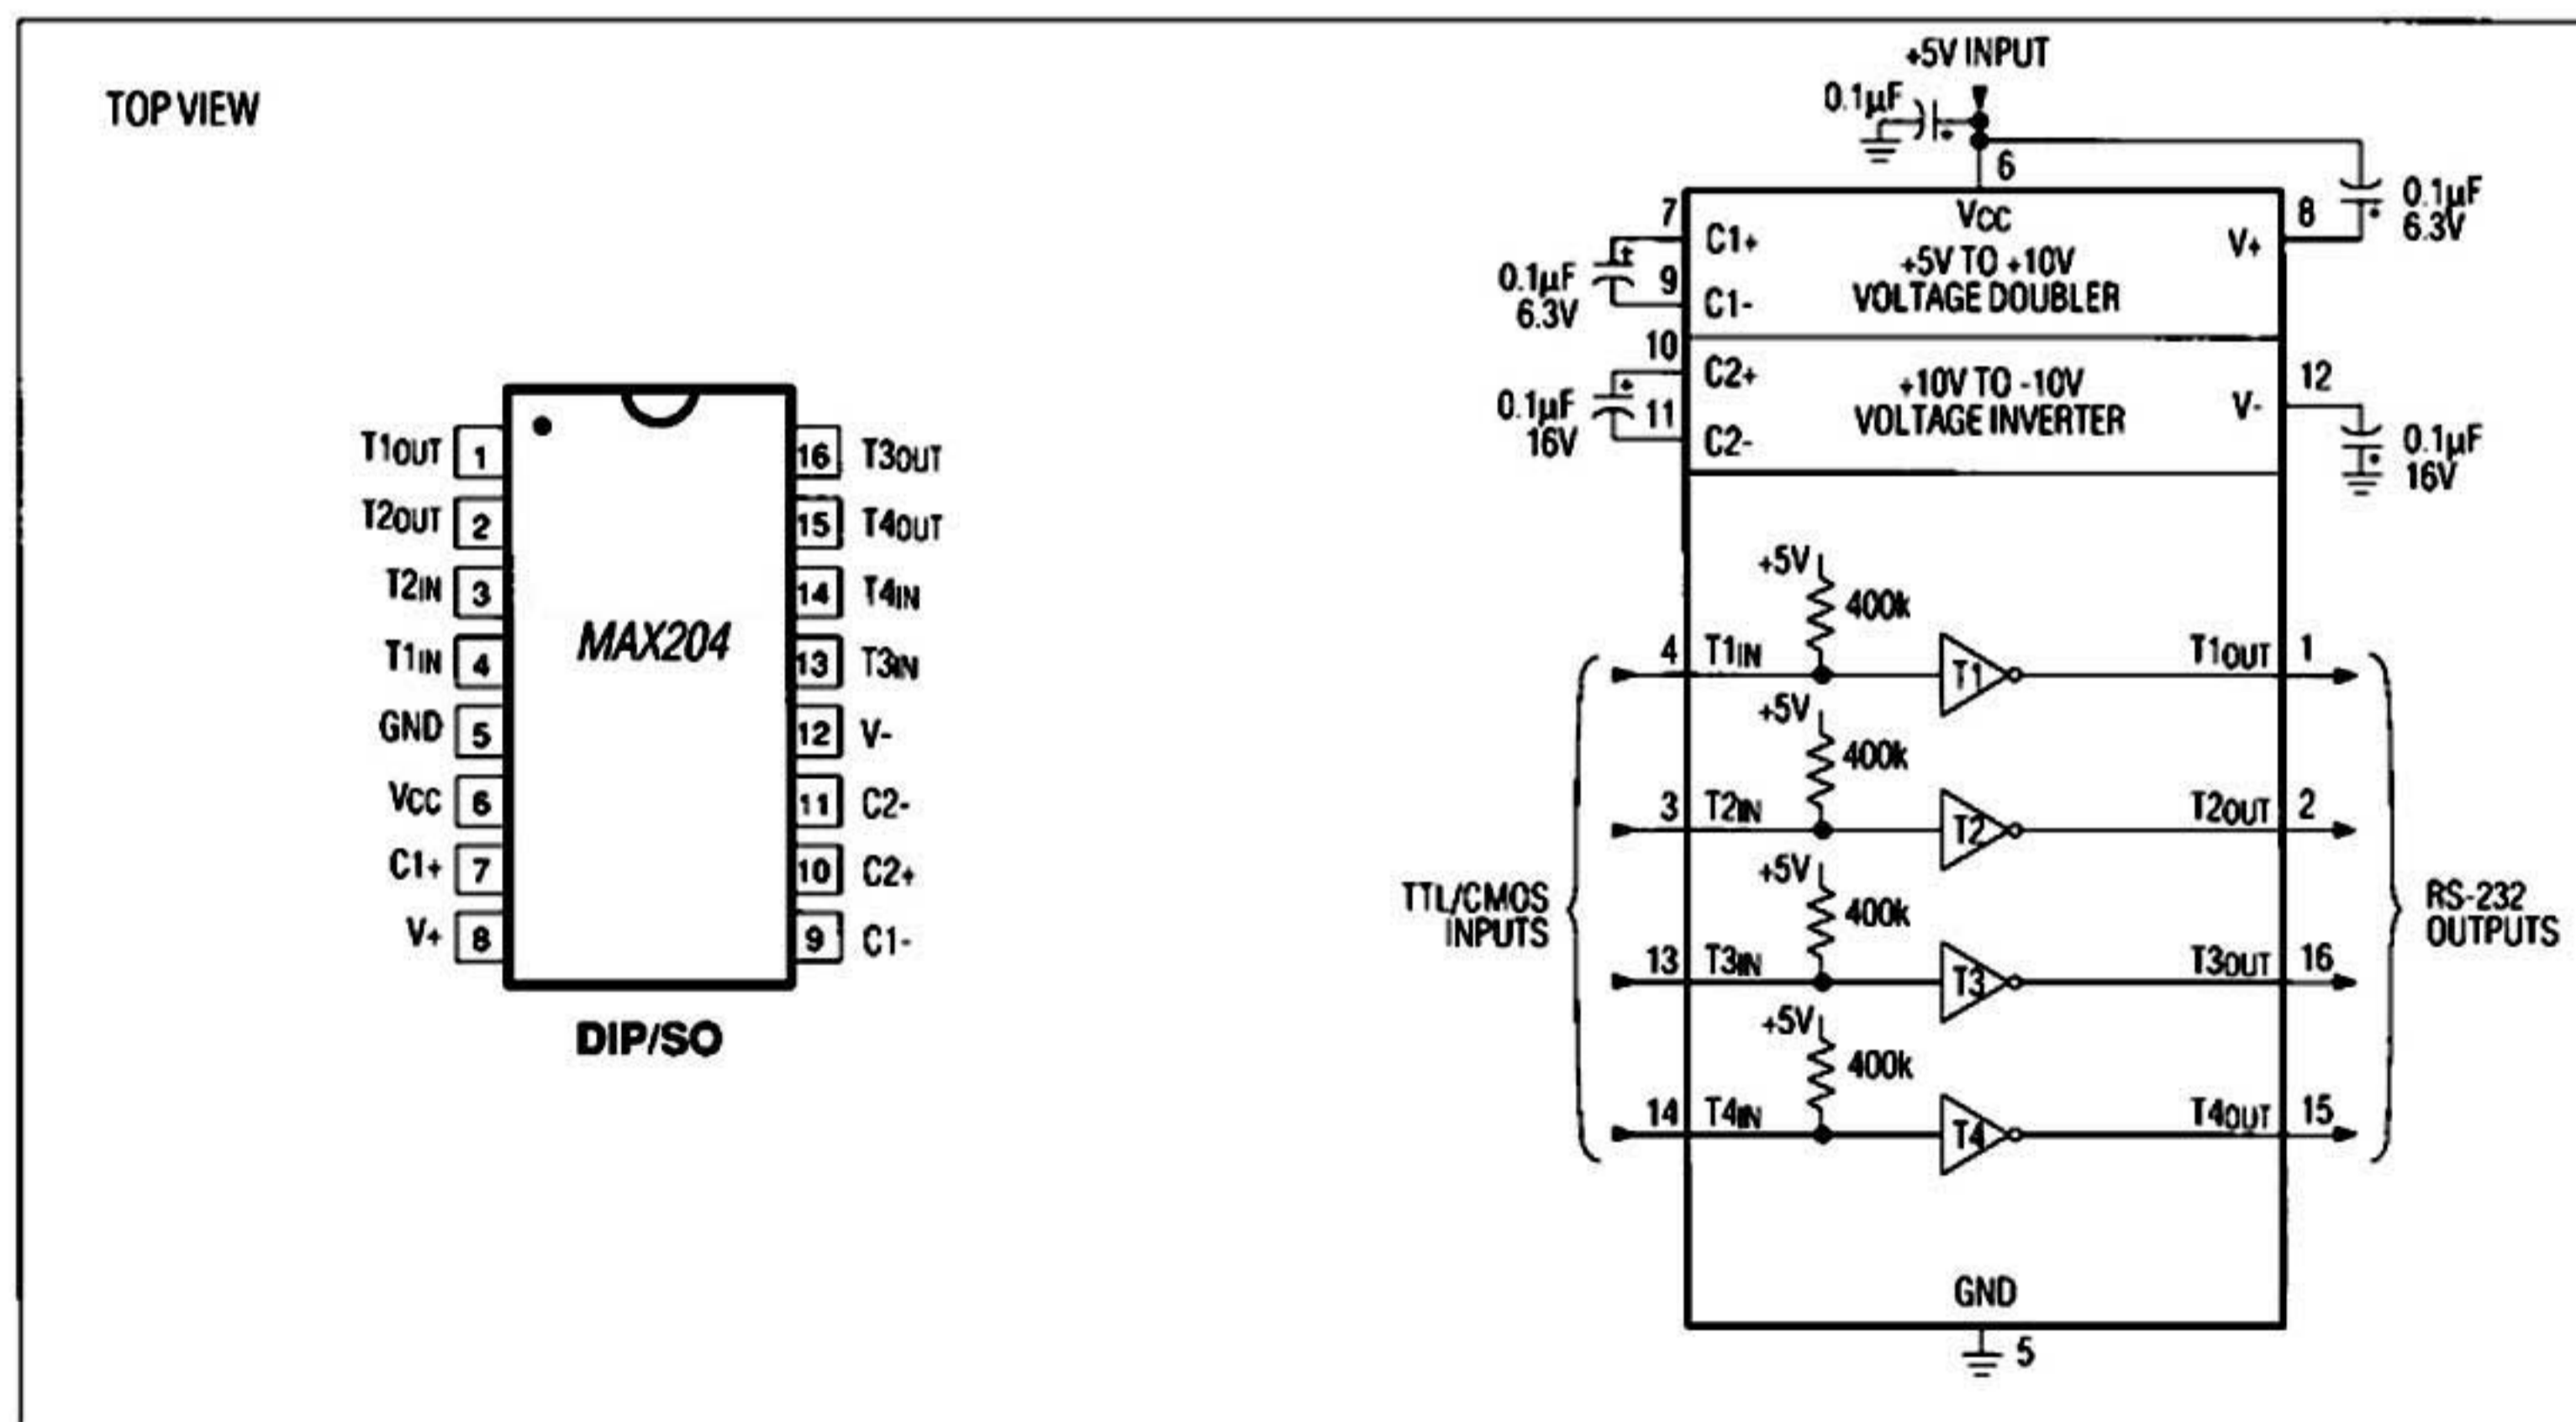 TOP VIEW
T1OUT 1
T2OUT 2
T2IN 3
T1IN 4
GND 5
VCC 6
C1+ 7
V+ 8
MAX204
16 T3OUT
15 T4OUT
14 T4IN
13 T3IN
12 V-
11 C2-
10 C2+
9 C1-
DIP/SO
+5V INPUT
0.1µF
6
0.1µF
6.3V
7 C1+
9 C1-
0.1µF
6.3V
VCC
+5V TO +10V
VOLTAGE DOUBLER
V+ 8
10 C2+
11 C2-
0.1µF
16V
+10V TO -10V
VOLTAGE INVERTER
V- 12
0.1µF
16V
+5V
400k
4 T1IN T1 T1OUT 1
+5V
400k
3 T2IN T2 T2OUT 2
+5V
400k
13 T3IN T3 T3OUT 16
+5V
400k
14 T4IN T4 T4OUT 15
TTL/CMOS
INPUTS
RS-232
OUTPUTS
GND
5